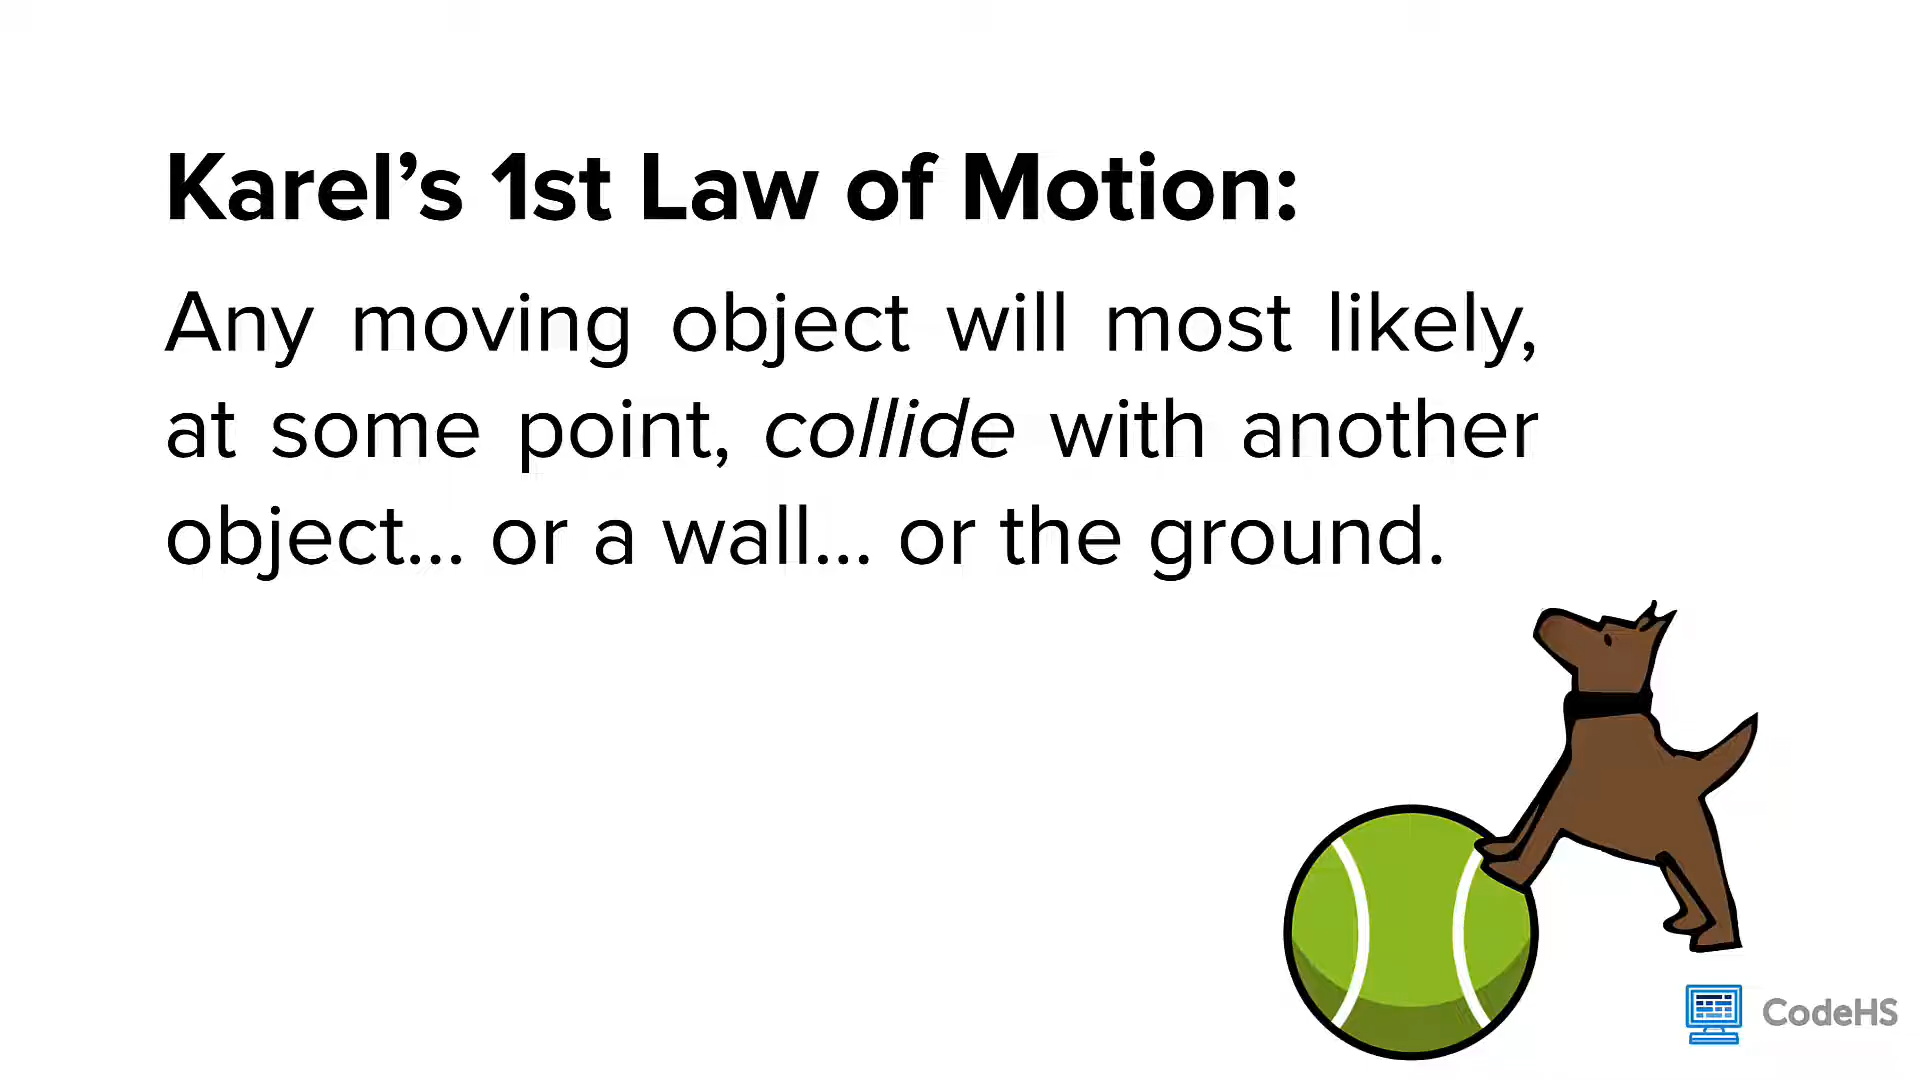 Karel’s 1st Law of Motion:
Any moving object will most likely,
at some point, collide with another
object... or a wall... or the ground.
CodeHS